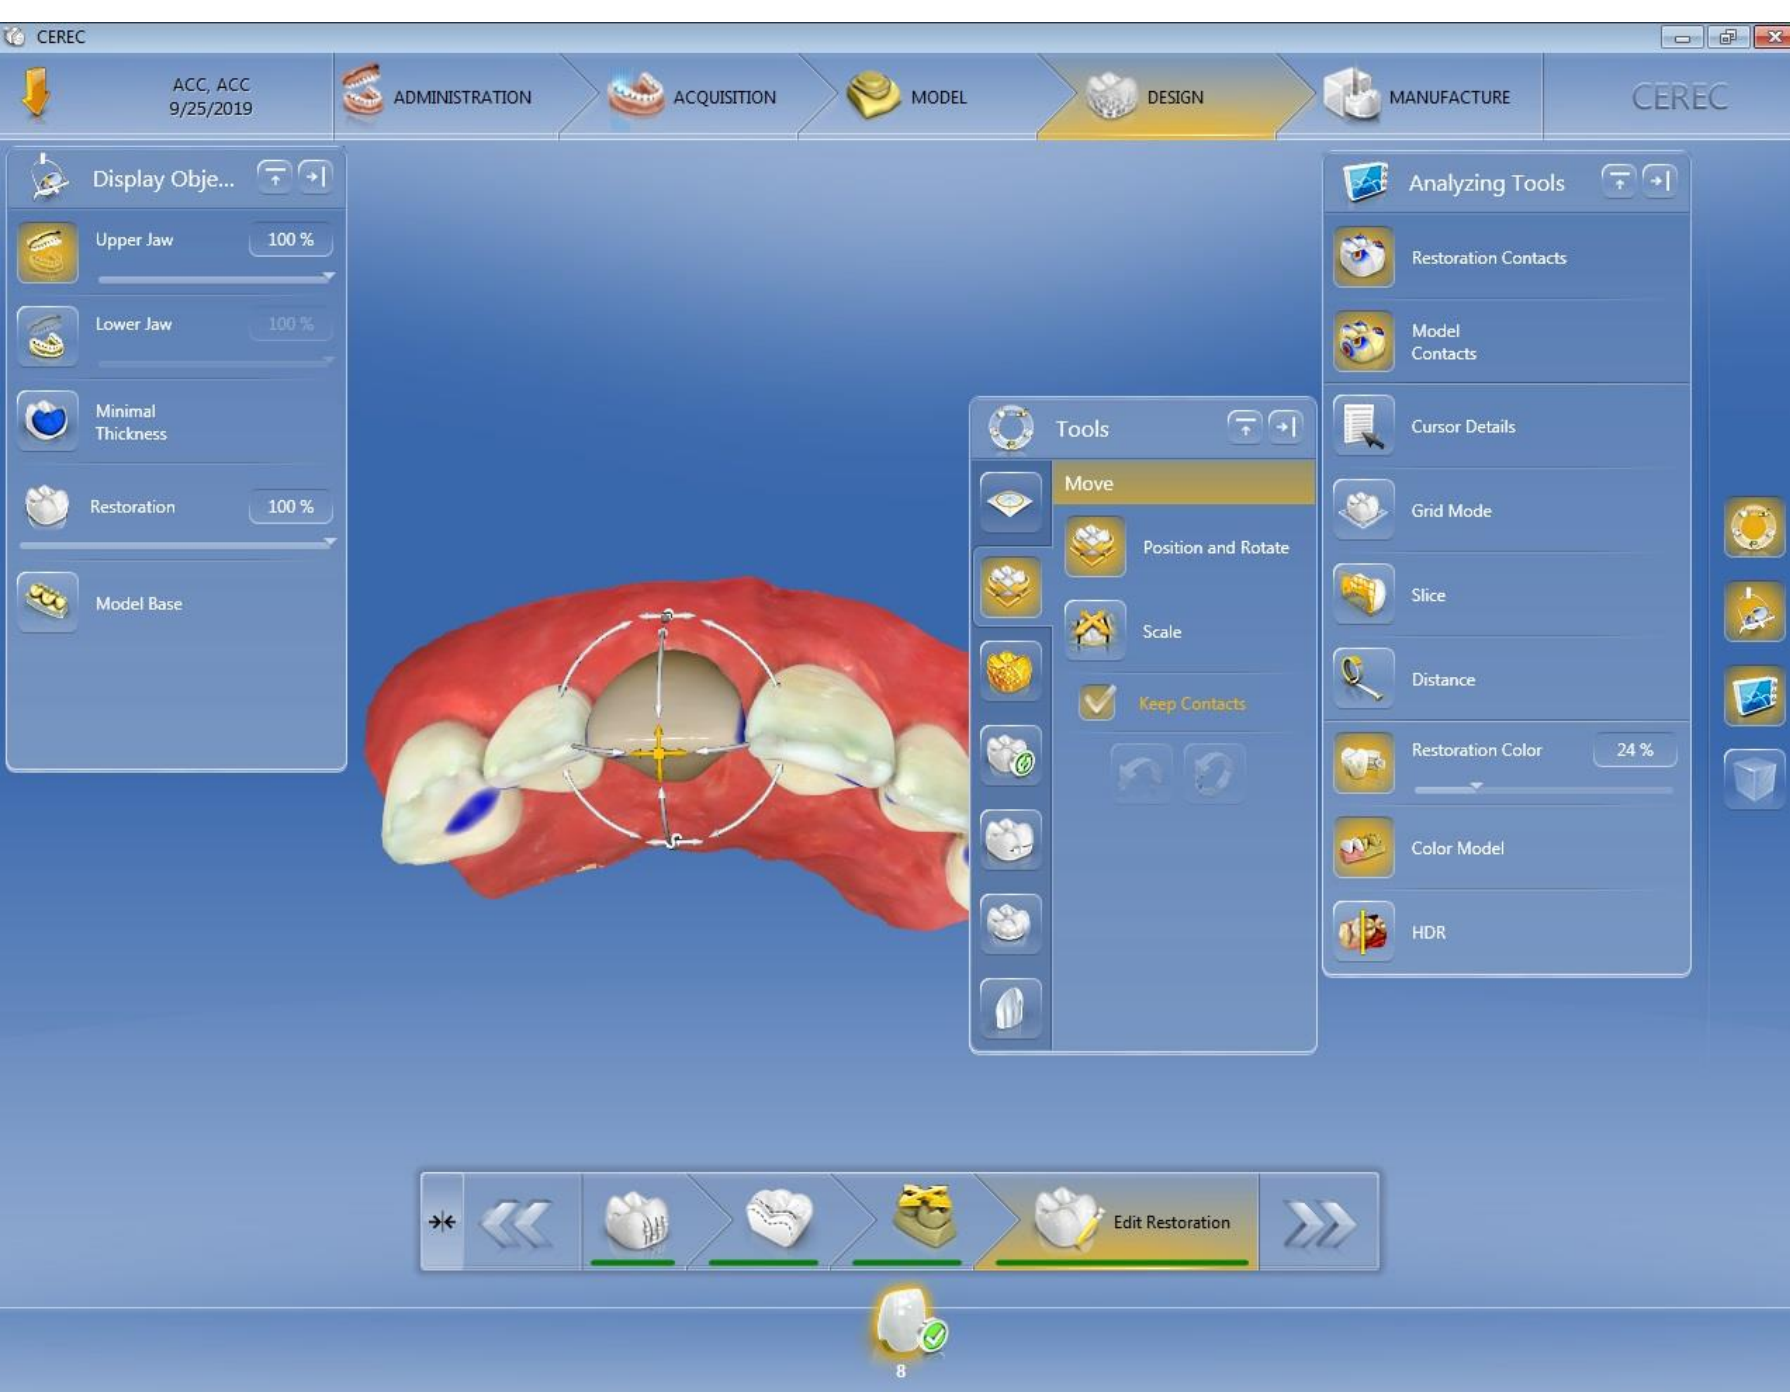 CEREC
ACC, ACC
9/25/2019
ADMINISTRATION
ACQUISITION
MODEL
DESIGN
MANUFACTURE
CEREC
Display Obje...
Upper Jaw
100 %
Lower Jaw
100 %
Minimal
Thickness
Restoration
100 %
Model Base
Tools
Move
Position and Rotate
Scale
Keep Contacts
Analyzing Tools
Restoration Contacts
Model
Contacts
Cursor Details
Grid Mode
Slice
Distance
Restoration Color
24 %
Color Model
HDR
Edit Restoration
8